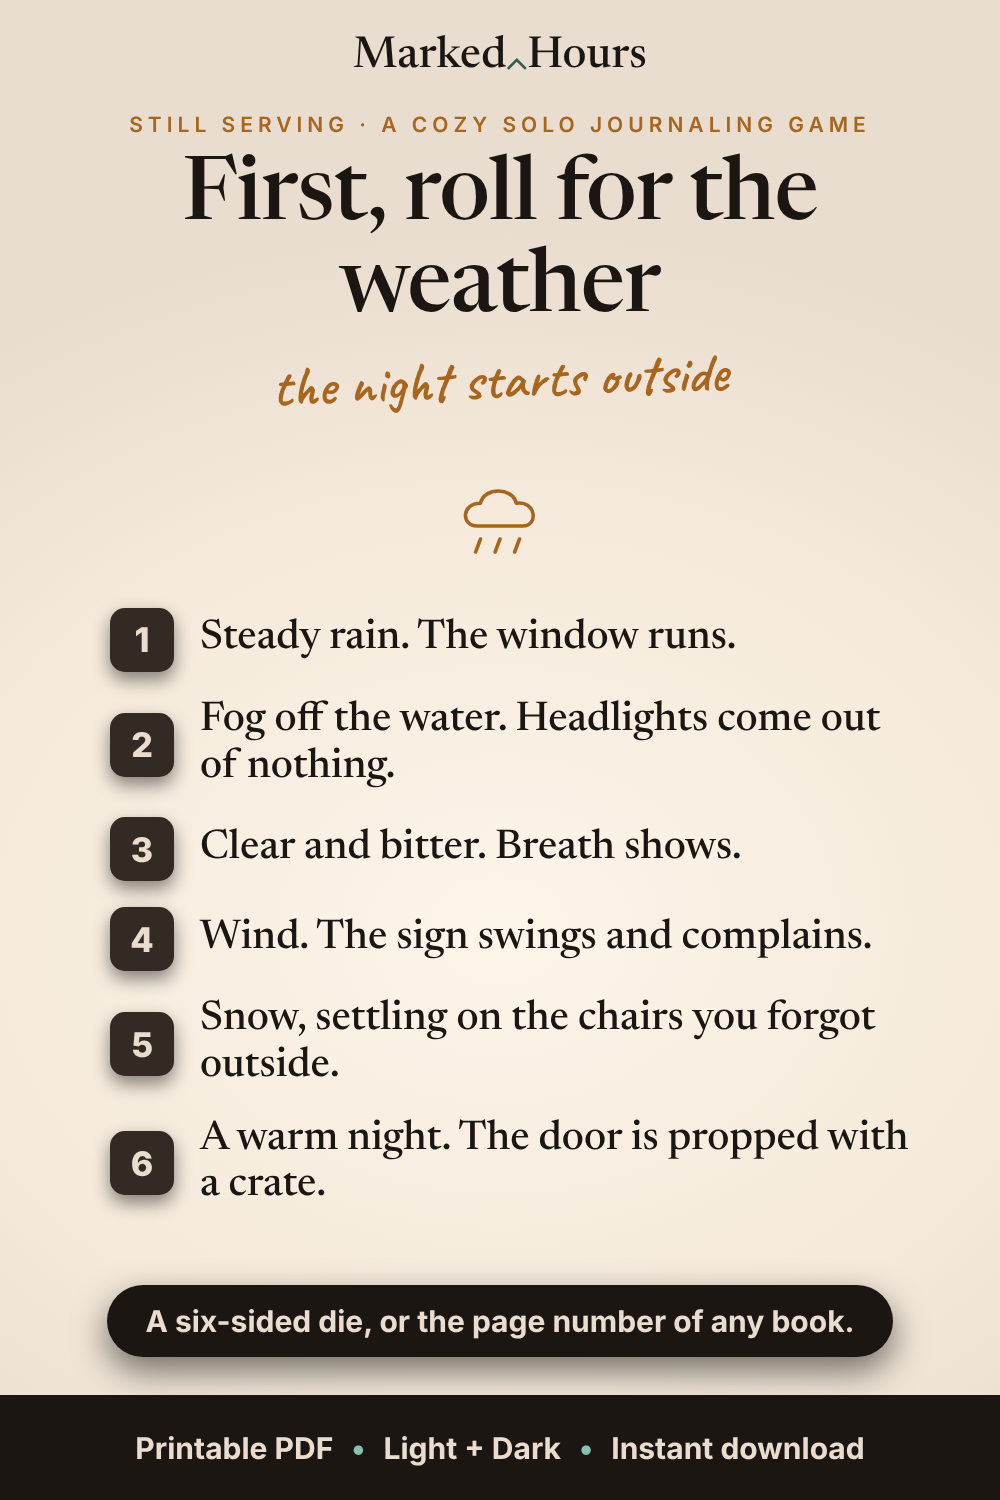 Marked‸Hours
STILL SERVING · A COZY SOLO JOURNALING GAME
First, roll for the
weather
the night starts outside
1 Steady rain. The window runs.
2 Fog off the water. Headlights come out
of nothing.
3 Clear and bitter. Breath shows.
4 Wind. The sign swings and complains.
5 Snow, settling on the chairs you forgot
outside.
6 A warm night. The door is propped with
a crate.
A six-sided die, or the page number of any book.
Printable PDF • Light + Dark • Instant download